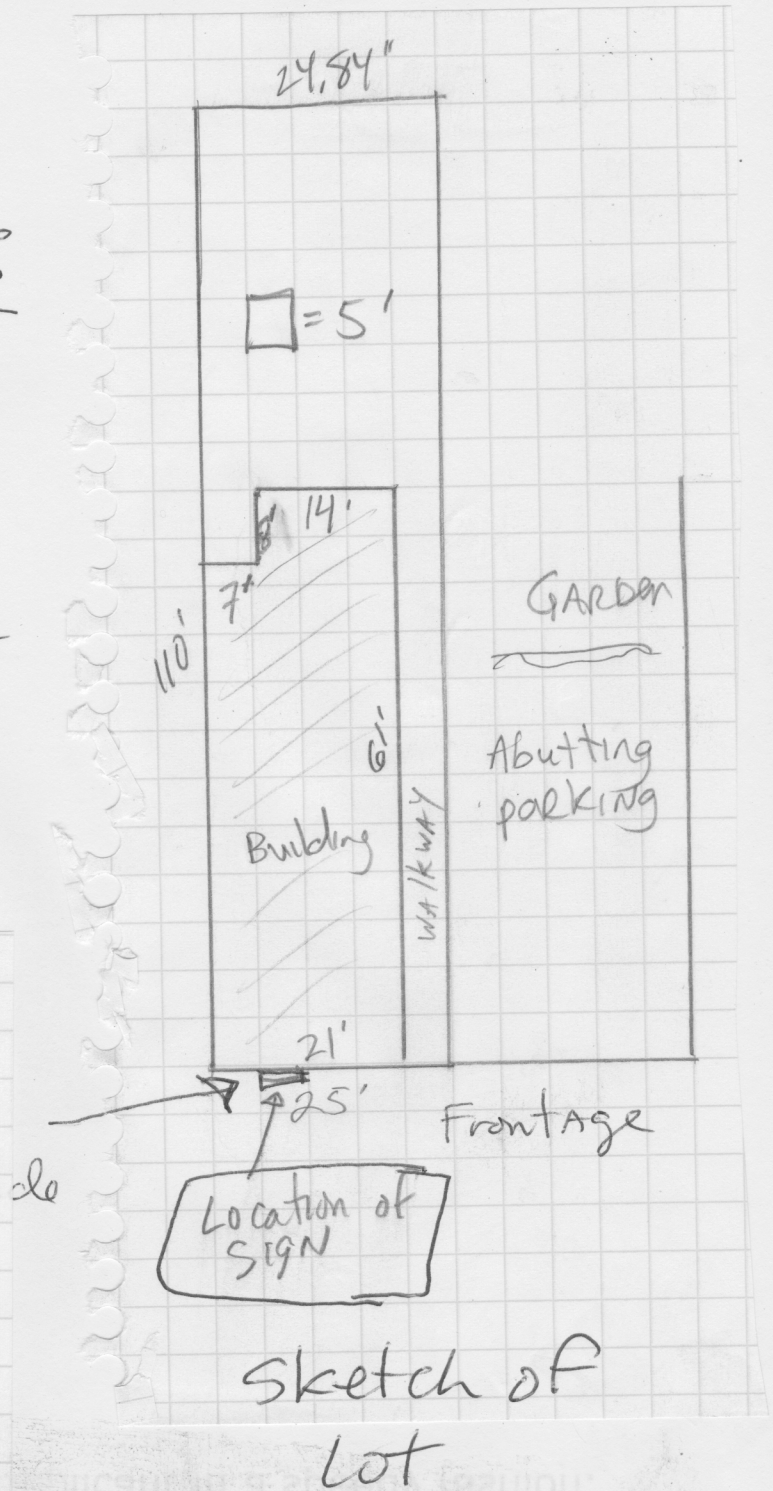 24.84"
= 5'
14'
8'
7'
110'
GARDEN
Abutting
parking
61'
Building
WALKWAY
21'
25'
Frontage
Location of
SIGN
Sketch of
Lot